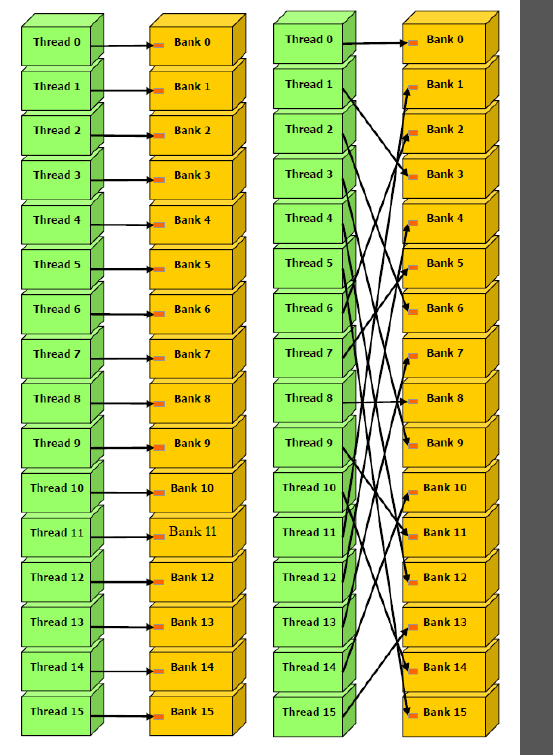 Thread 0 Bank 0 Thread 0 Bank 0
Thread 1 Bank 1 Thread 1 Bank 1
Thread 2 Bank 2 Thread 2 Bank 2
Thread 3 Bank 3 Thread 3 Bank 3
Thread 4 Bank 4 Thread 4 Bank 4
Thread 5 Bank 5 Thread 5 Bank 5
Thread 6 Bank 6 Thread 6 Bank 6
Thread 7 Bank 7 Thread 7 Bank 7
Thread 8 Bank 8 Thread 8 Bank 8
Thread 9 Bank 9 Thread 9 Bank 9
Thread 10 Bank 10 Thread 10 Bank 10
Thread 11 Bank 11 Thread 11 Bank 11
Thread 12 Bank 12 Thread 12 Bank 12
Thread 13 Bank 13 Thread 13 Bank 13
Thread 14 Bank 14 Thread 14 Bank 14
Thread 15 Bank 15 Thread 15 Bank 15